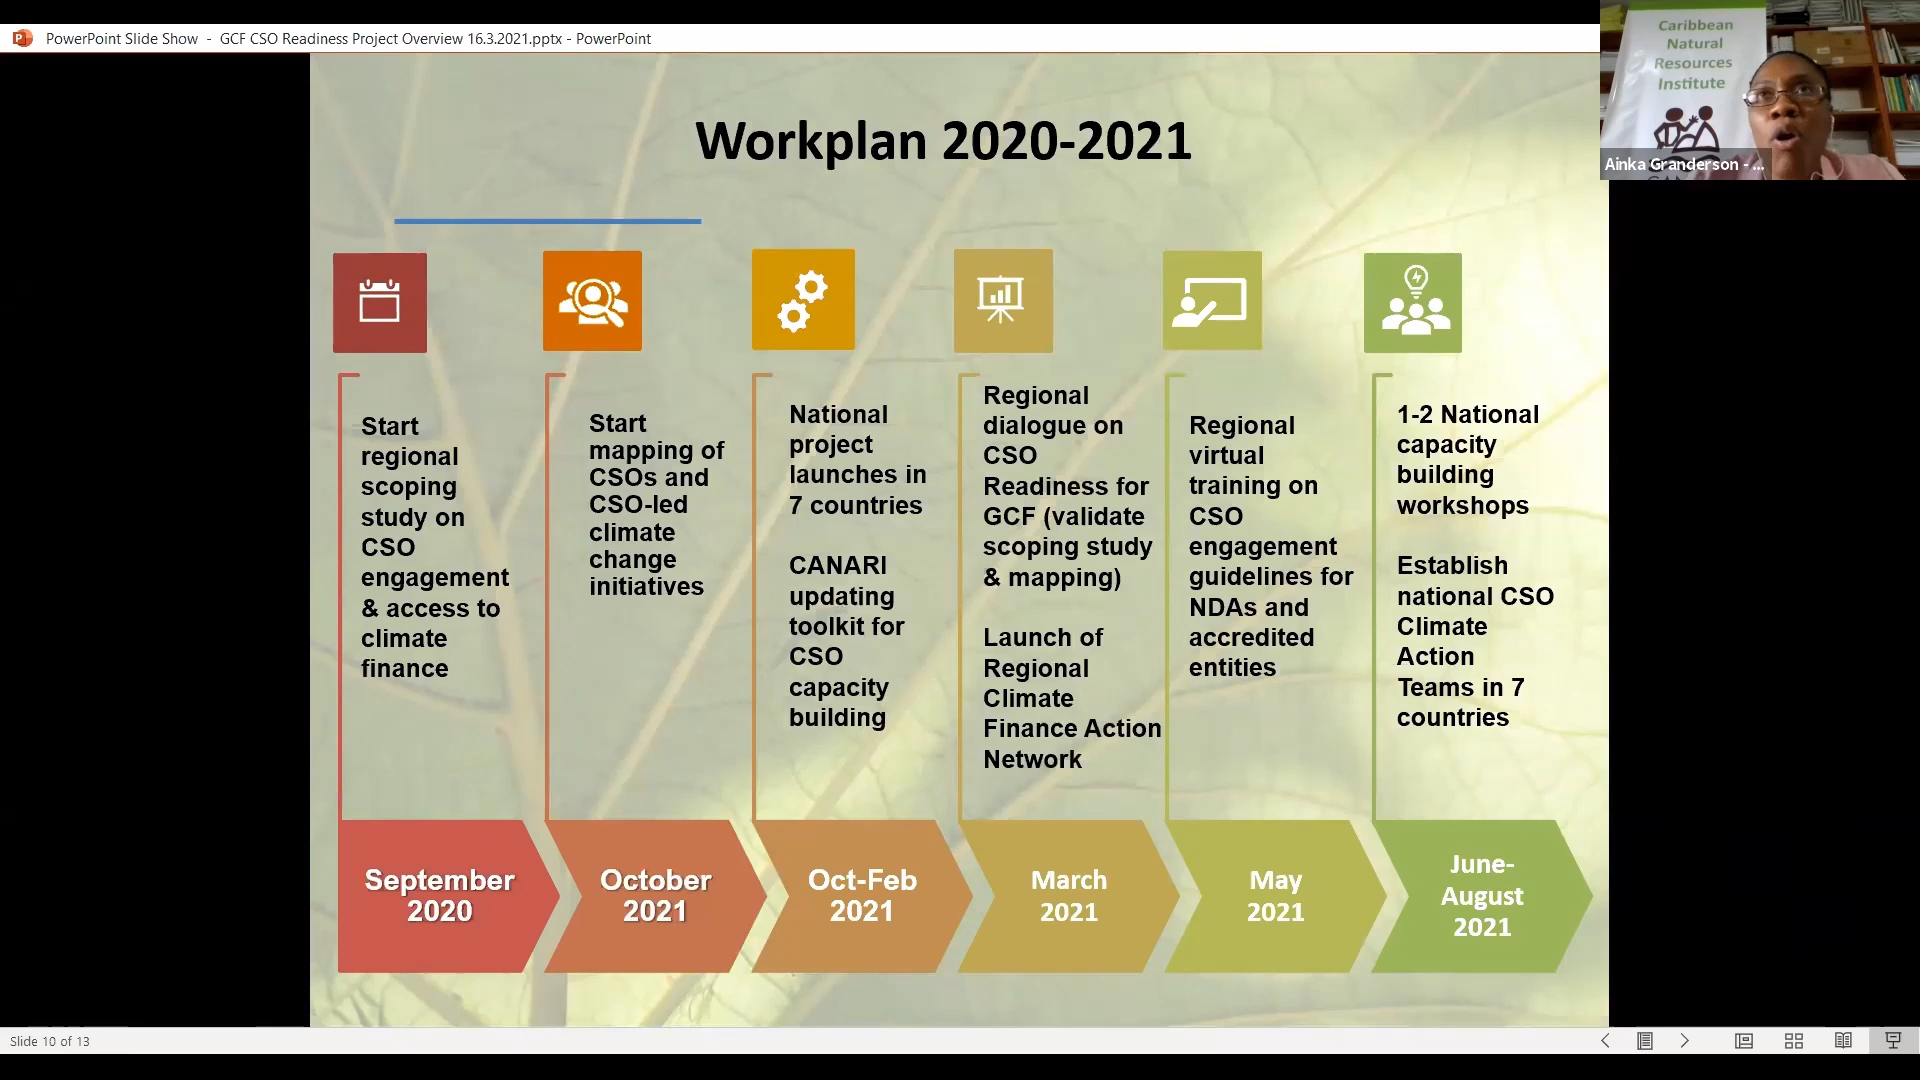 PowerPoint Slide Show - GCF CSO Readiness Project Overview 16.3.2021.pptx - PowerPoint
Caribbean
Natural
Resources
Institute
Ainka Granderson - ...
Workplan 2020-2021
Start
regional
scoping
study on
CSO
engagement
& access to
climate
finance
Start
mapping of
CSOs and
CSO-led
climate
change
initiatives
National
project
launches in
7 countries
CANARI
updating
toolkit for
CSO
capacity
building
Regional
dialogue on
CSO
Readiness for
GCF (validate
scoping study
& mapping)
Launch of
Regional
Climate
Finance Action
Network
Regional
virtual
training on
CSO
engagement
guidelines for
NDAs and
accredited
entities
1-2 National
capacity
building
workshops
Establish
national CSO
Climate
Action
Teams in 7
countries
September
2020
October
2021
Oct-Feb
2021
March
2021
May
2021
June-
August
2021
Slide 10 of 13